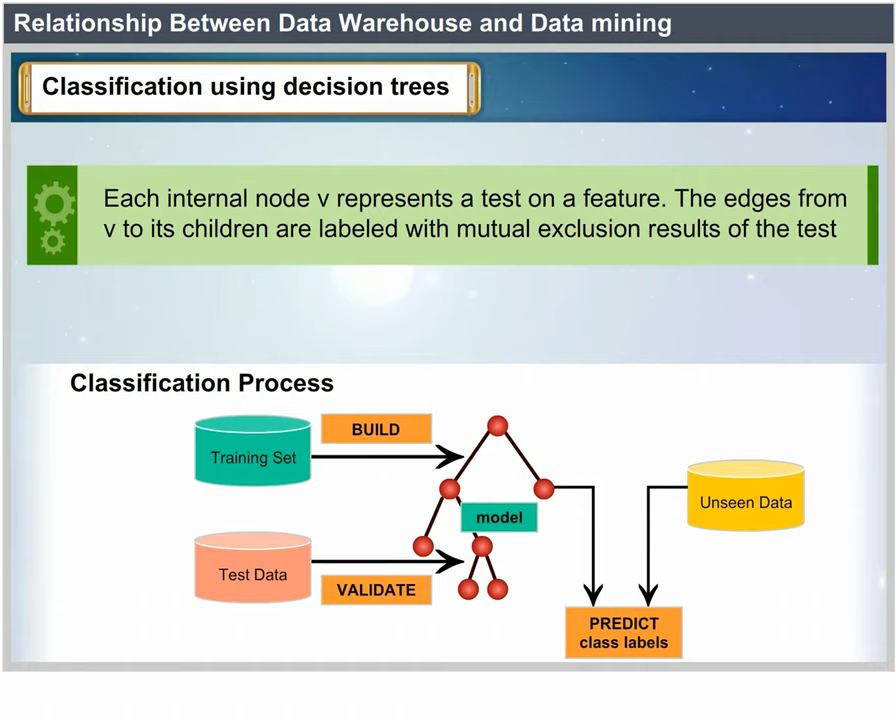 Relationship Between Data Warehouse and Data mining
Classification using decision trees
Each internal node v represents a test on a feature. The edges from
v to its children are labeled with mutual exclusion results of the test
Classification Process
BUILD
Training Set
Unseen Data
model
Test Data
VALIDATE
PREDICT
class labels